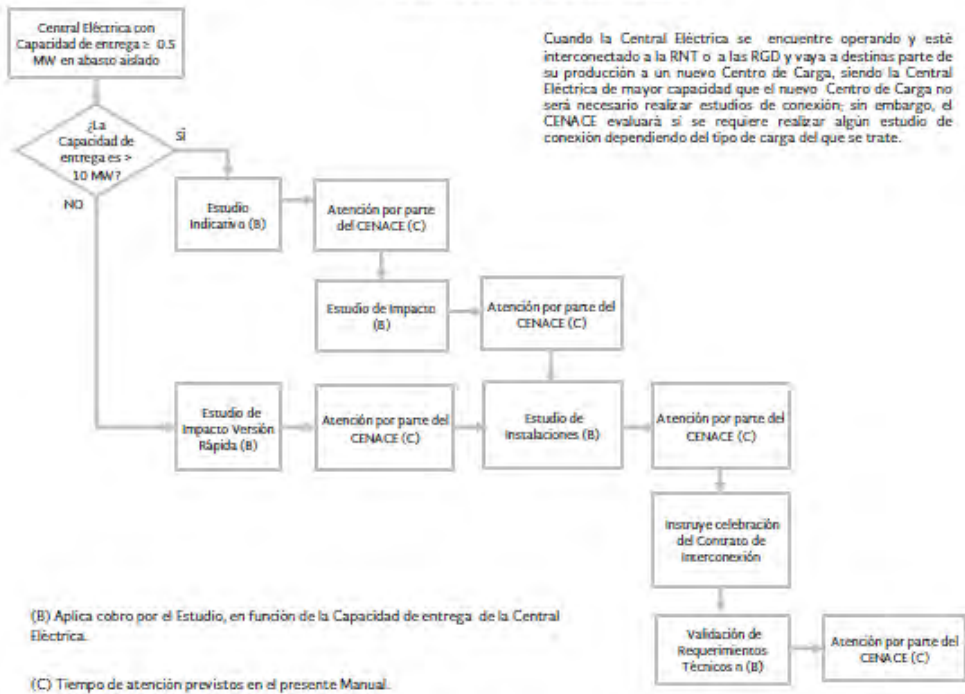 Central Eléctrica con
Capacidad de entrega ≥ 0.5
MW en abasto aislado
Cuando la Central Eléctrica se encuentre operando y esté
interconectado a la RNT o a las RGD y vaya a destinas parte de
su producción a un nuevo Centro de Carga, siendo la Central
Eléctrica de mayor capacidad que el nuevo Centro de Carga no
será necesario realizar estudios de conexión; sin embargo, el
CENACE evaluará si se requiere realizar algún estudio de
conexión dependiendo del tipo de carga del que se trate.
¿La
Capacidad de
entrega es >
10 MW?
SÍ
NO
Estudio
Indicativo (B)
Atención por parte
del CENACE (C)
Estudio de Impacto
(B)
Atención por parte del
CENACE (C)
Estudio de
Impacto Versión
Rápida (B)
Atención por parte del
CENACE (C)
Estudio de
Instalaciones (B)
Atención por parte del
CENACE (C)
Instruye celebración
del Contrato de
Interconexión
Validación de
Requerimientos
Técnicos n (B)
Atención por parte del
CENACE (C)
(B) Aplica cobro por el Estudio, en función de la Capacidad de entrega de la Central
Eléctrica.
(C) Tiempo de atención previstos en el presente Manual.